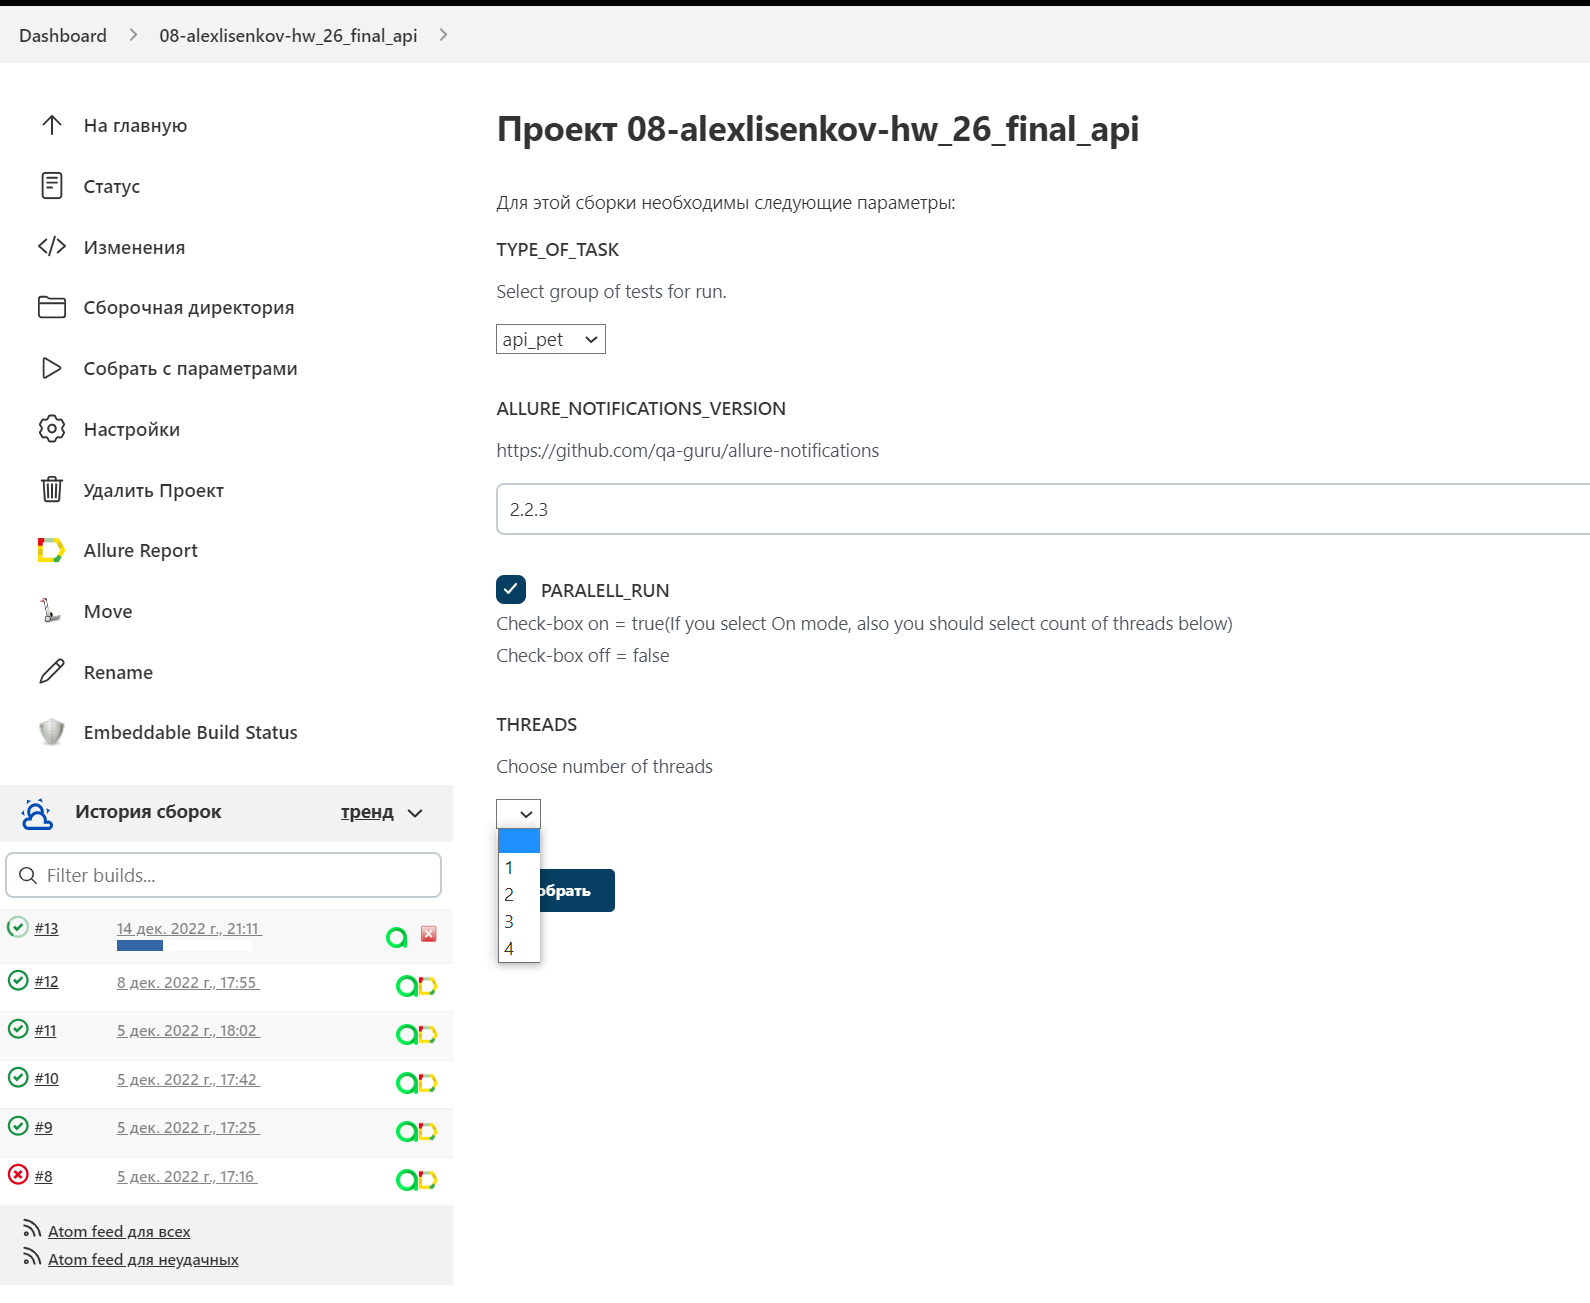 Dashboard
08-alexlisenkov-hw_26_final_api
На главную
Статус
Изменения
Сборочная директория
Собрать с параметрами
Настройки
Удалить Проект
Allure Report
Move
Rename
Embeddable Build Status
История сборок
тренд
Filter builds...
#13 14 дек. 2022 г., 21:11
#12 8 дек. 2022 г., 17:55
#11 5 дек. 2022 г., 18:02
#10 5 дек. 2022 г., 17:42
#9 5 дек. 2022 г., 17:25
#8 5 дек. 2022 г., 17:16
Atom feed для всех
Atom feed для неудачных
Проект 08-alexlisenkov-hw_26_final_api
Для этой сборки необходимы следующие параметры:
TYPE_OF_TASK
Select group of tests for run.
api_pet
ALLURE_NOTIFICATIONS_VERSION
https://github.com/qa-guru/allure-notifications
2.2.3
PARALELL_RUN
Check-box on = true(If you select On mode, also you should select count of threads below)
Check-box off = false
THREADS
Choose number of threads
1
2
3
4
обрать